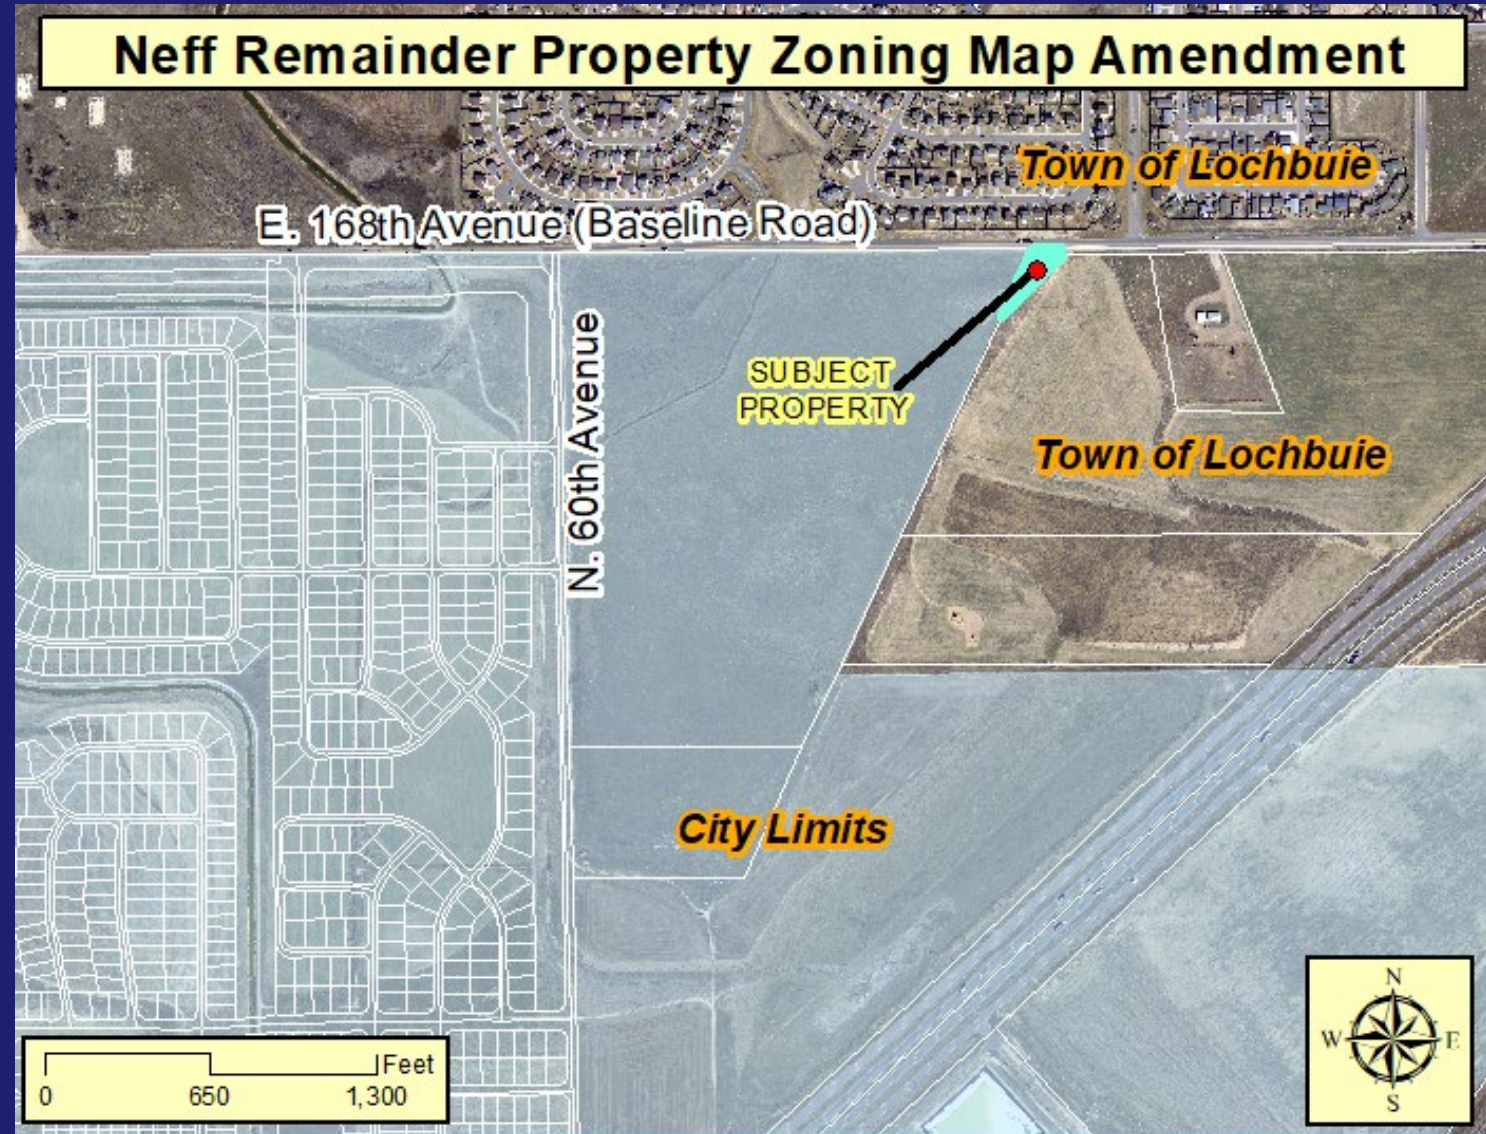 Neff Remainder Property Zoning Map Amendment
Town of Lochbuie
E. 168th Avenue (Baseline Road)
N. 60th Avenue
SUBJECT
PROPERTY
Town of Lochbuie
City Limits
Feet
0 650 1,300
N
W E
S